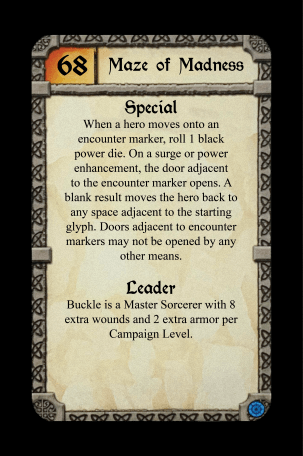 68 Maze of Madness
Special
When a hero moves onto an
encounter marker, roll 1 black
power die. On a surge or power
enhancement, the door adjacent
to the encounter marker opens. A
blank result moves the hero back to
any space adjacent to the starting
glyph. Doors adjacent to encounter
markers may not be opened by any
other means.
Leader
Buckle is a Master Sorcerer with 8
extra wounds and 2 extra armor per
Campaign Level.